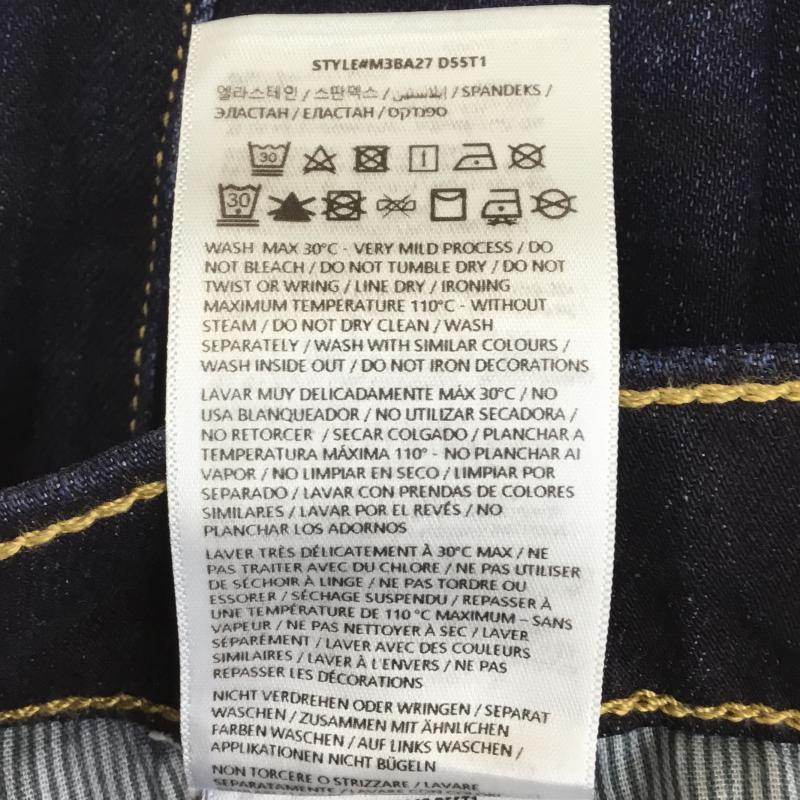 STYLE#M3BA27 D55T1
엘라스테인 / 스판덱스 / إيلاستين / SPANDEKS /
ЭЛАСТАН / ЕЛАСТАН / ספנדקס
30
30
WASH MAX 30°C - VERY MILD PROCESS / DO
NOT BLEACH / DO NOT TUMBLE DRY / DO NOT
TWIST OR WRING / LINE DRY / IRONING
MAXIMUM TEMPERATURE 110°C - WITHOUT
STEAM / DO NOT DRY CLEAN / WASH
SEPARATELY / WASH WITH SIMILAR COLOURS /
WASH INSIDE OUT / DO NOT IRON DECORATIONS
LAVAR MUY DELICADAMENTE MÁX 30°C / NO
USA BLANQUEADOR / NO UTILIZAR SECADORA /
NO RETORCER / SECAR COLGADO / PLANCHAR A
TEMPERATURA MÁXIMA 110° - NO PLANCHAR AI
VAPOR / NO LIMPIAR EN SECO / LIMPIAR POR
SEPARADO / LAVAR CON PRENDAS DE COLORES
SIMILARES / LAVAR POR EL REVÉS / NO
PLANCHAR LOS ADORNOS
LAVER TRÈS DÉLICATEMENT À 30°C MAX / NE
PAS TRAITER AVEC DU CHLORE / NE PAS UTILISER
DE SÉCHOIR À LINGE / NE PAS TORDRE OU
ESSORER / SÉCHAGE SUSPENDU / REPASSER À
UNE TEMPÉRATURE DE 110°C MAXIMUM – SANS
VAPEUR / NE PAS NETTOYER À SEC / LAVER
SÉPARÉMENT / LAVER AVEC DES COULEURS
SIMILAIRES / LAVER À L'ENVERS / NE PAS
REPASSER LES DÉCORATIONS
NICHT VERDREHEN ODER WRINGEN / SEPARAT
WASCHEN / ZUSAMMEN MIT ÄHNLICHEN
FARBEN WASCHEN / AUF LINKS WASCHEN /
APPLIKATIONEN NICHT BÜGELN
NON TORCERE O STRIZZARE / LAVARE
SEPARATAMENTE / LAVARE CON COLORI
D55T1